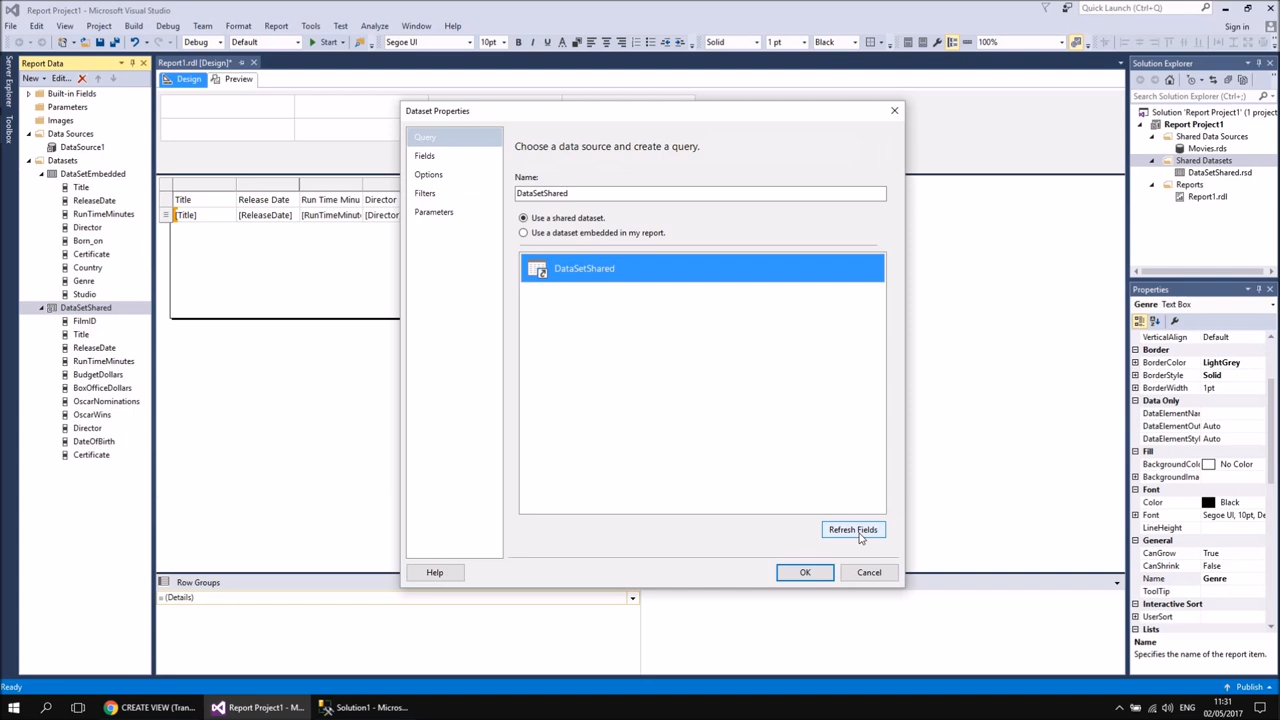 Report Project1 - Microsoft Visual Studio
Quick Launch (Ctrl+Q)
File Edit View Project Build Debug Team Format Report Tools Test Analyze Window Help
Sign in
Debug Default Start Segoe UI 10pt Solid 1 pt Black 100%
Server Explorer
Toolbox
Report Data
New Edit...
Built-in Fields
Parameters
Images
Data Sources
DataSource1
Datasets
DataSetEmbedded
Title
ReleaseDate
RunTimeMinutes
Director
Born_on
Certificate
Country
Genre
Studio
DataSetShared
FilmID
Title
ReleaseDate
RunTimeMinutes
BudgetDollars
BoxOfficeDollars
OscarNominations
OscarWins
Director
DateOfBirth
Certificate
Report1.rdl [Design]*
Design Preview
Title Release Date Run Time Minu Director
[Title] [ReleaseDate] [RunTimeMinut [Director
Row Groups
(Details)
Dataset Properties
Query
Fields
Options
Filters
Parameters
Choose a data source and create a query.
Name:
DataSetShared
Use a shared dataset.
Use a dataset embedded in my report.
DataSetShared
Refresh Fields
Help OK Cancel
Solution Explorer
Search Solution Explorer (Ctrl+;)
Solution 'Report Project1' (1 project
Report Project1
Shared Data Sources
Movies.rds
Shared Datasets
DataSetShared.rsd
Reports
Report1.rdl
Properties
Genre Text Box
VerticalAlign Default
Border
BorderColor LightGrey
BorderStyle Solid
BorderWidth 1pt
Data Only
DataElementNar
DataElementOut Auto
DataElementStyl Auto
Fill
BackgroundColo No Color
BackgroundIma
Font
Color Black
Font Segoe UI, 10pt, De
LineHeight
General
CanGrow True
CanShrink False
Name Genre
ToolTip
Interactive Sort
UserSort
Lists
Name
Specifies the name of the report item.
Ready
Publish
CREATE VIEW (Tran... Report Project1 - M... Solution1 - Micros...
ENG
11:31
02/05/2017